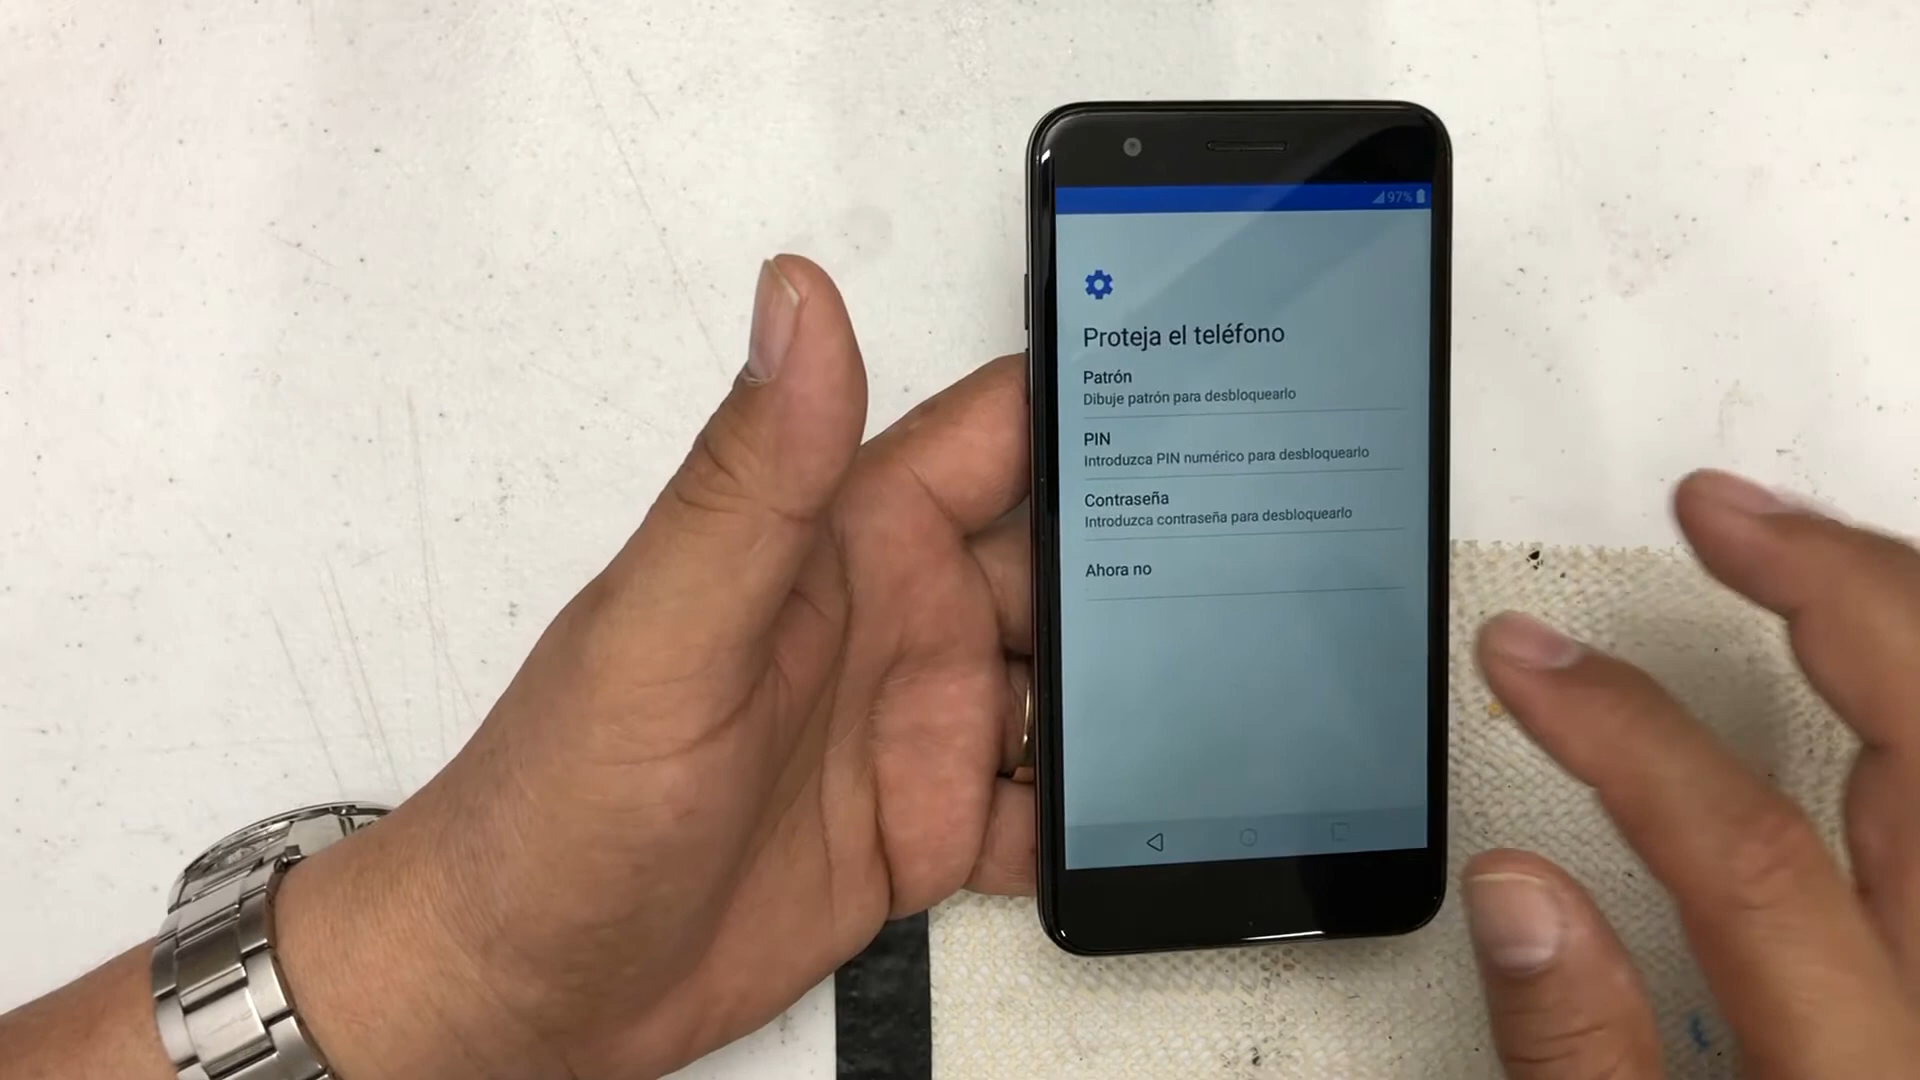 97%
Proteja el teléfono
Patrón
Dibuje patrón para desbloquearlo
PIN
Introduzca PIN numérico para desbloquearlo
Contraseña
Introduzca contraseña para desbloquearlo
Ahora no